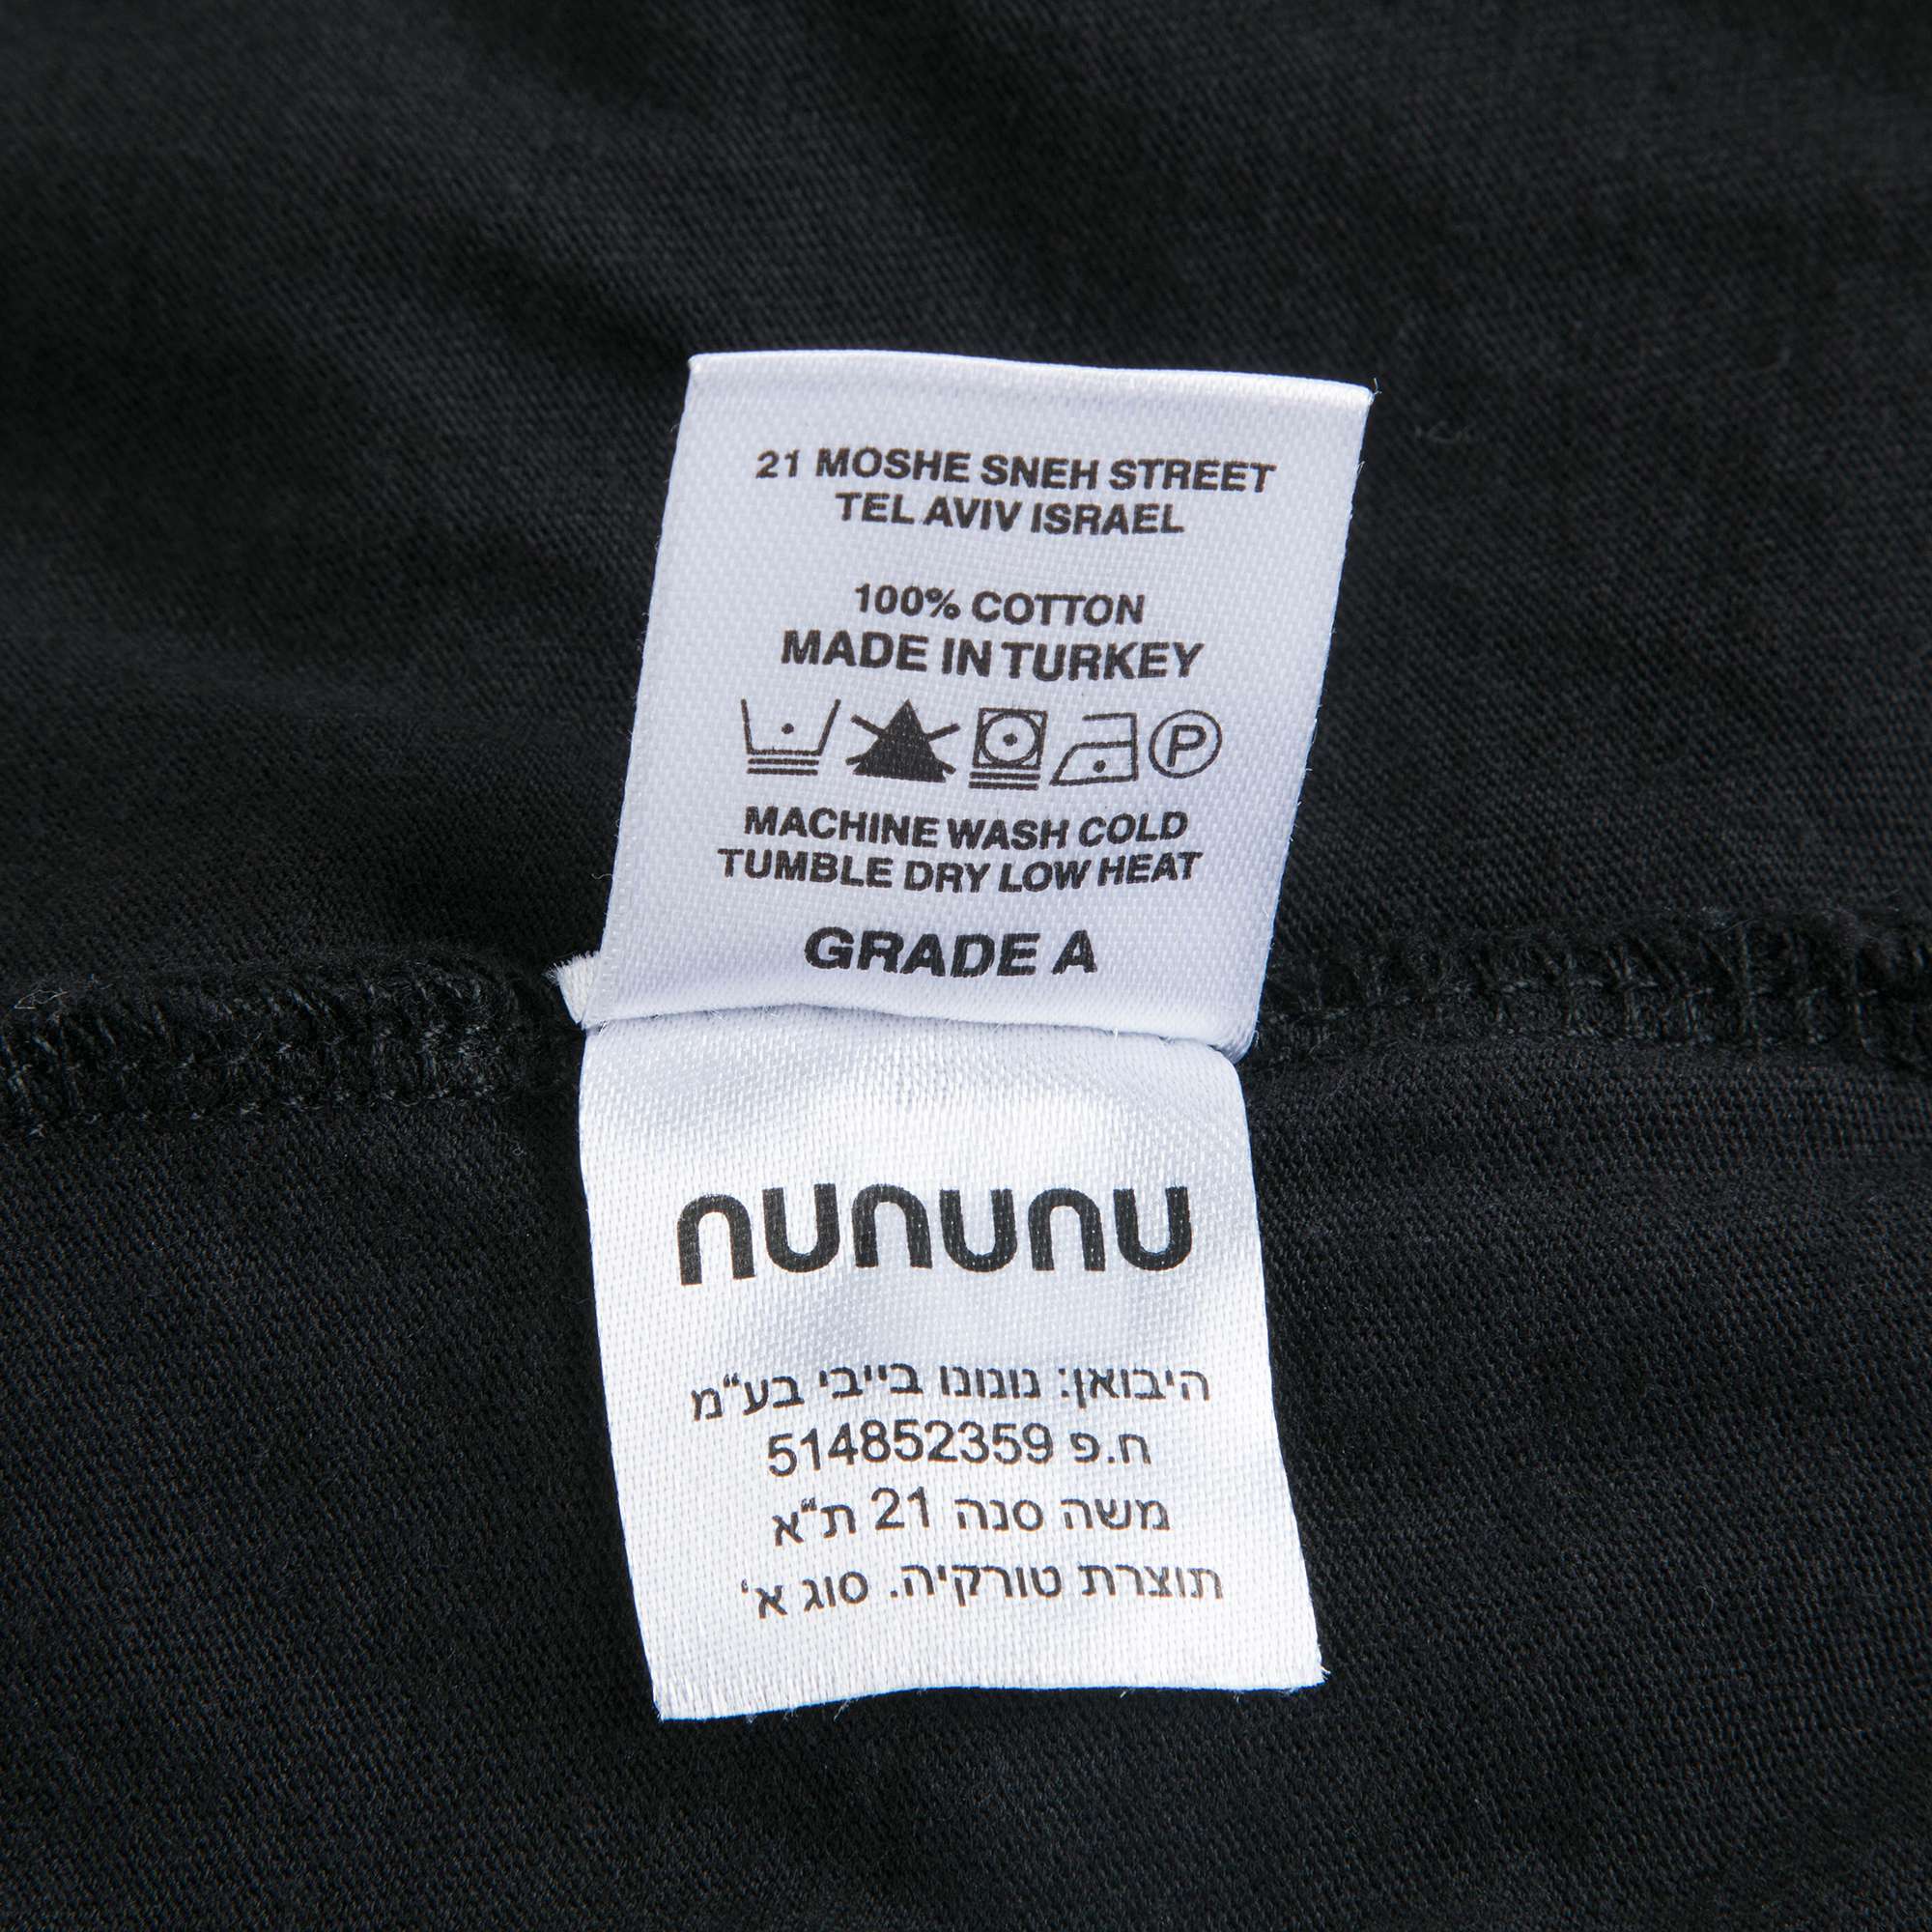 21 MOSHE SNEH STREET
TEL AVIV ISRAEL
100% COTTON
MADE IN TURKEY
P
MACHINE WASH COLD
TUMBLE DRY LOW HEAT
GRADE A
nununu
היבואן: נונונו בייבי בע"מ
ח.פ 514852359
משה סנה 21 ת"א
תוצרת טורקיה. סוג א'